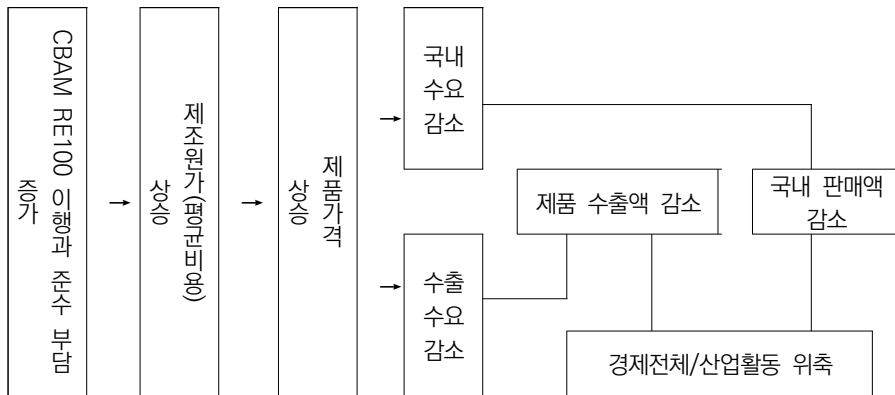 CBAM RE100 이행과 준수 부담
증가
제조원가(평균비용)
상승
제품가격
상승
국내
수요
감소
수출
수요
감소
제품 수출액 감소
국내 판매액
감소
경제전체/산업활동 위축